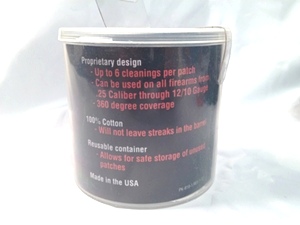 Proprietary design
- Up to 6 cleanings per patch
- Can be used on all firearms from
.25 Caliber through 12/10 Gauge
- 360 degree coverage
100% Cotton
- Will not leave streaks in the barrel
Reusable container
- Allows for safe storage of unused
patches
Made in the USA